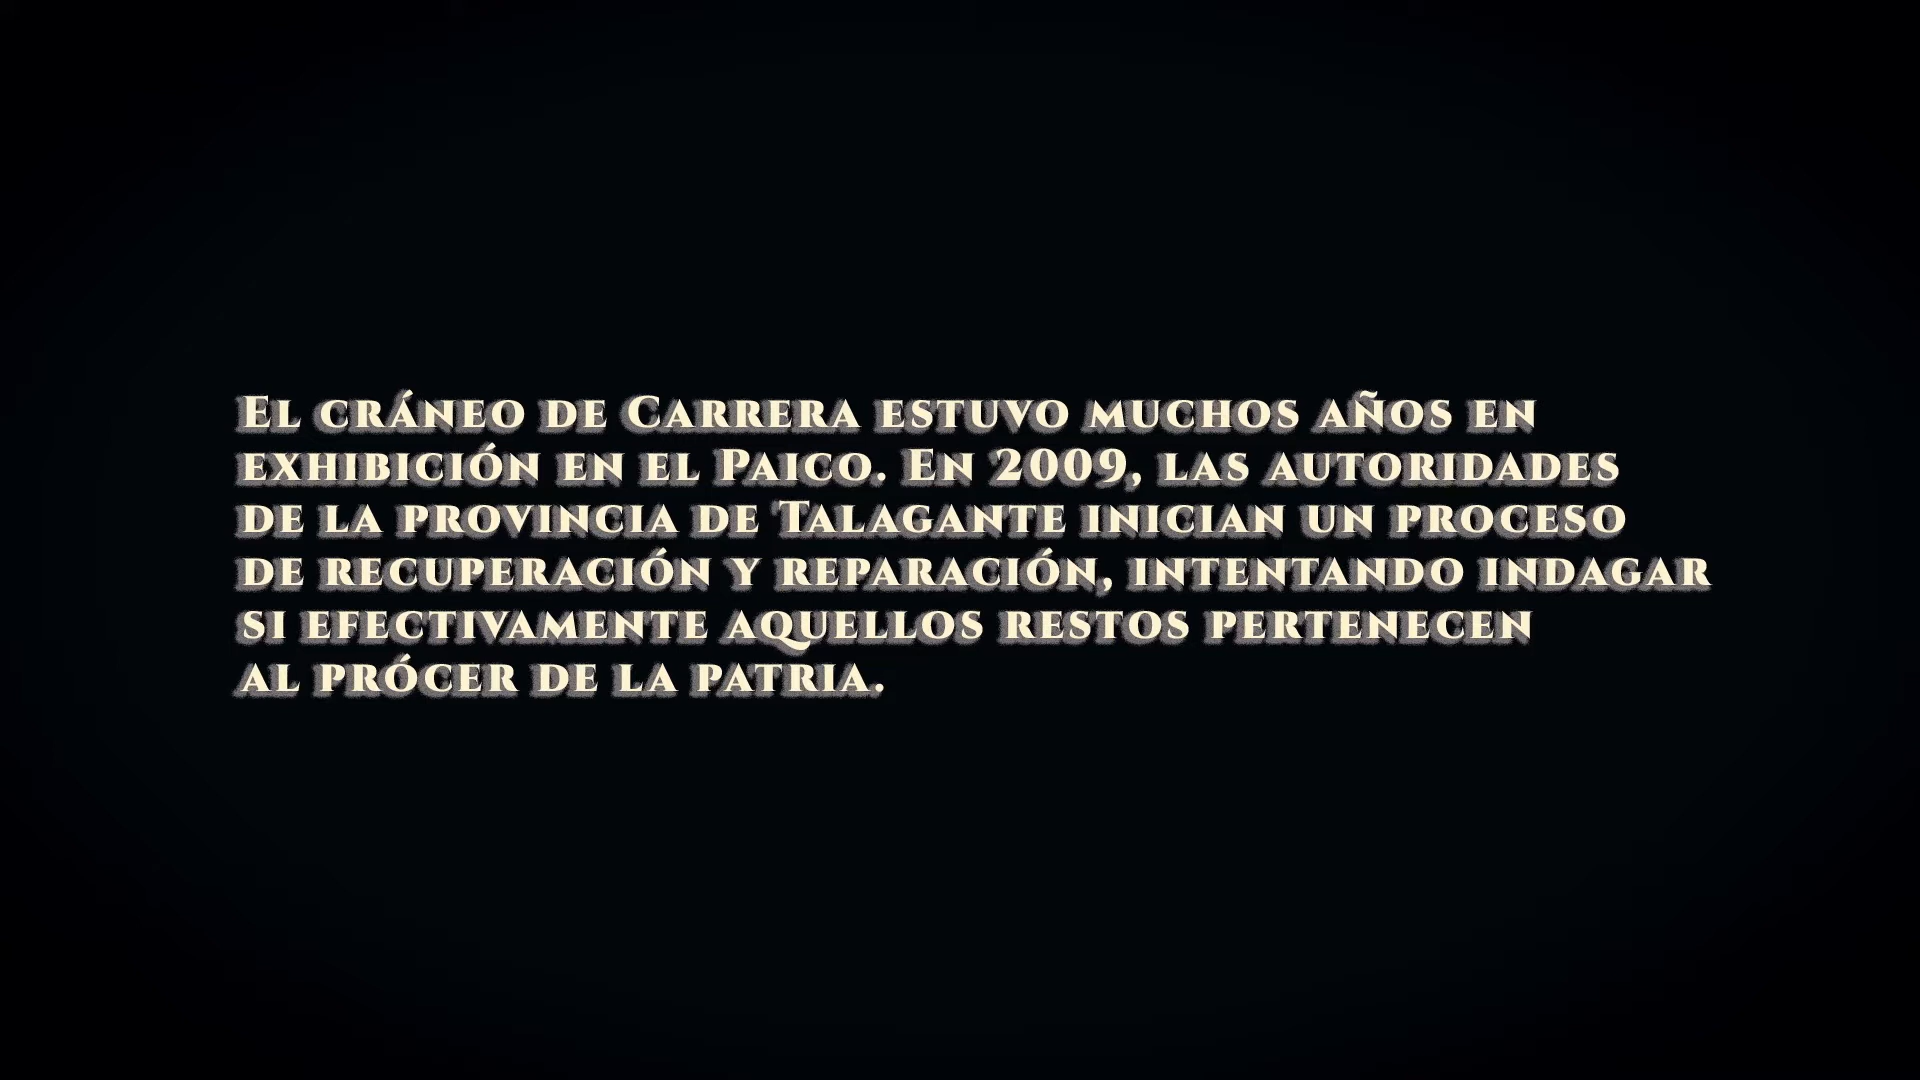 El cráneo de Carrera estuvo muchos años en
exhibición en el Paico. En 2009, las autoridades
de la provincia de Talagante inician un proceso
de recuperación y reparación, intentando indagar
si efectivamente aquellos restos pertenecen
al prócer de la patria.